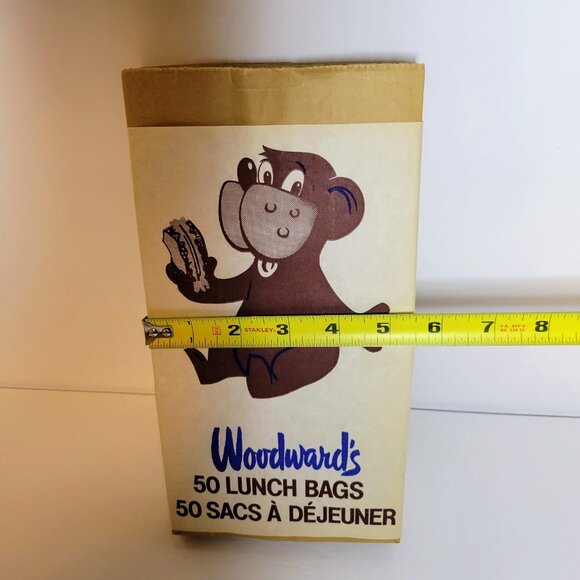 2 STANLEY 3 4 5 6 7 8
Woodward's
50 LUNCH BAGS
50 SACS À DÉJEUNER